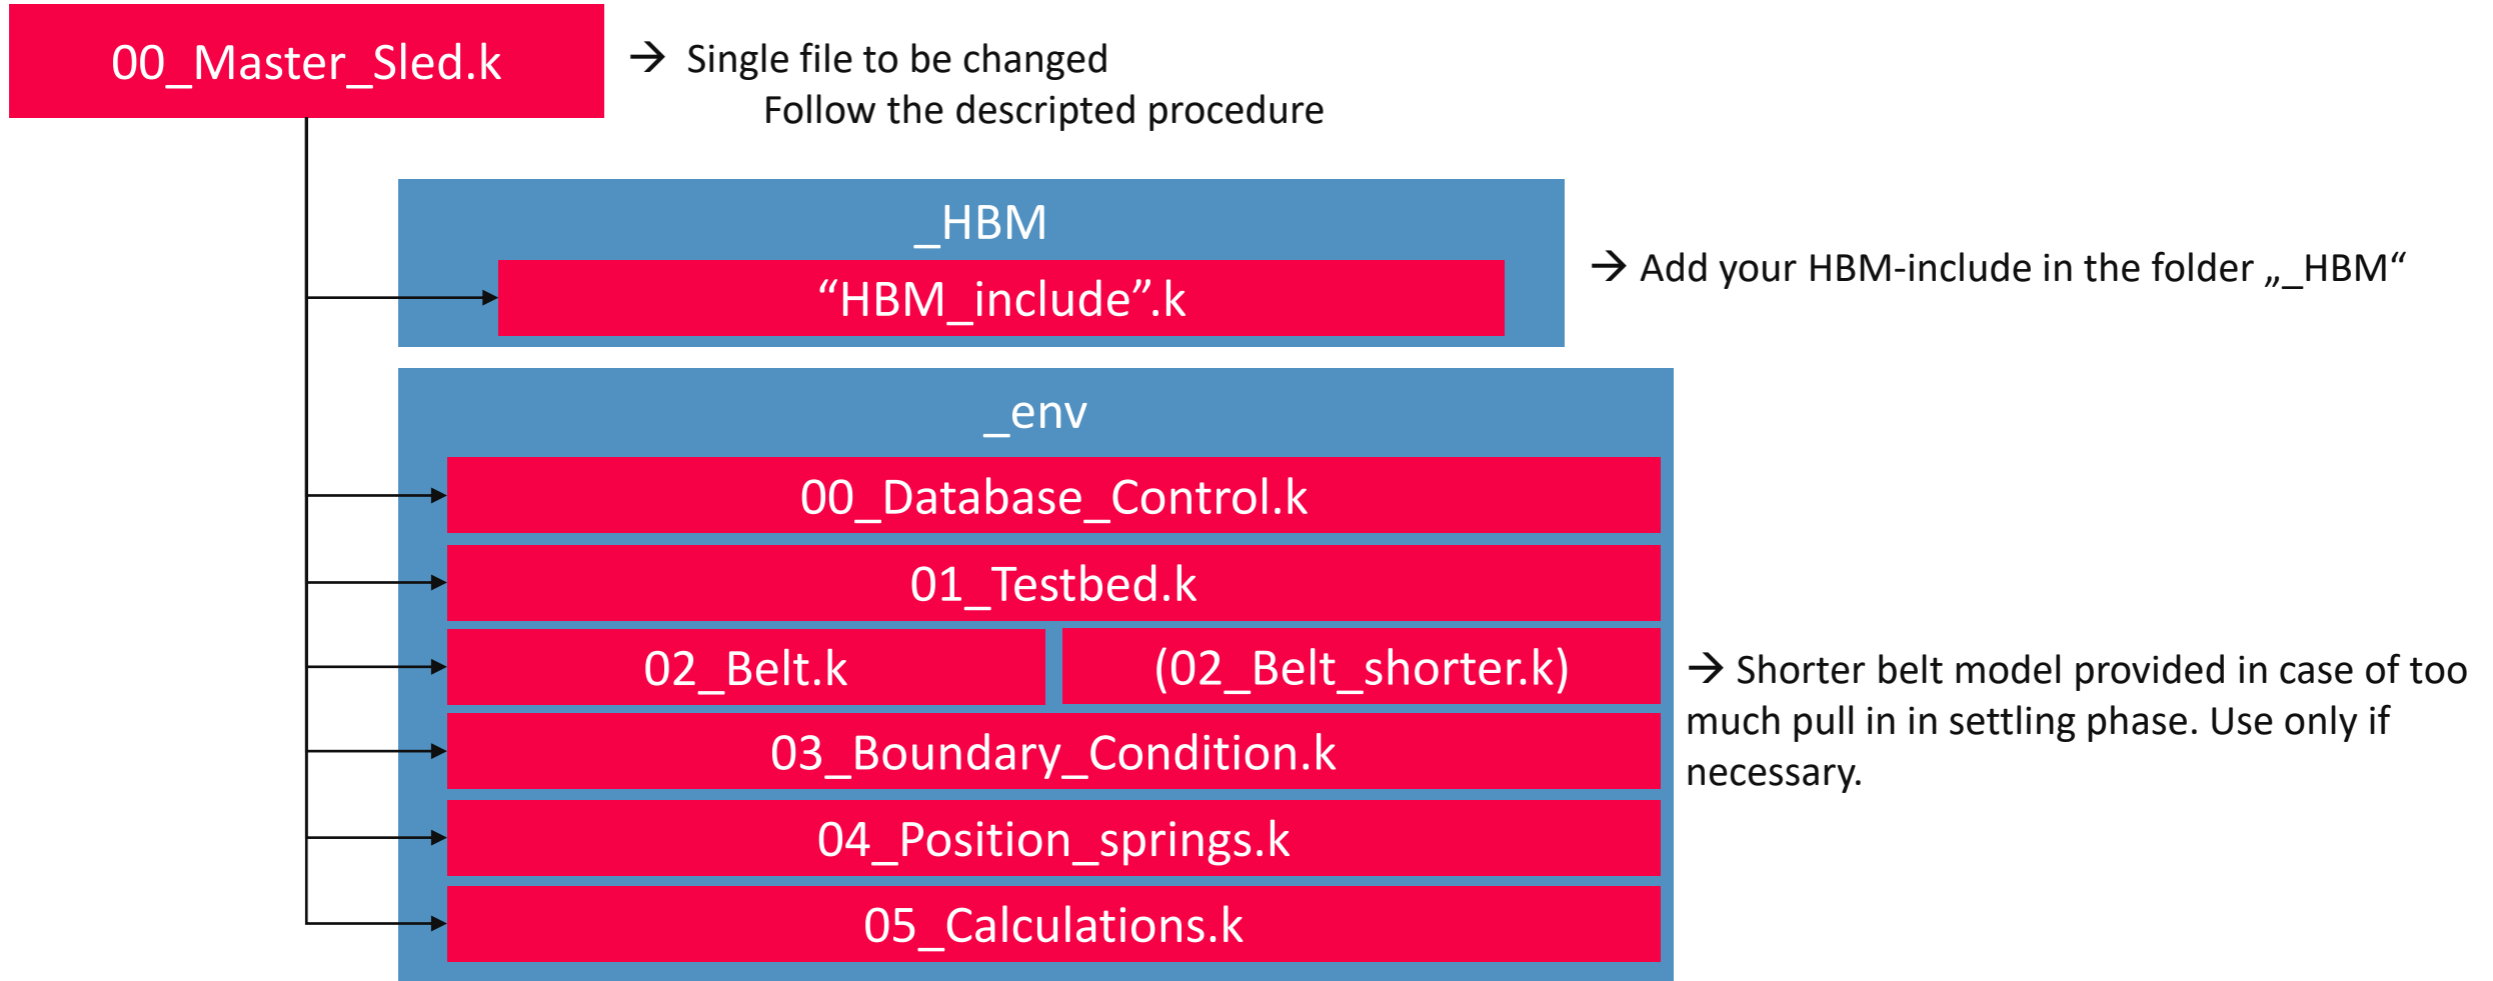 00_Master_Sled.k
→ Single file to be changed
Follow the descripted procedure
_HBM
“HBM_include”.k
→ Add your HBM-include in the folder „_HBM“
_env
00_Database_Control.k
01_Testbed.k
02_Belt.k
(02_Belt_shorter.k)
→ Shorter belt model provided in case of too
much pull in in settling phase. Use only if
necessary.
03_Boundary_Condition.k
04_Position_springs.k
05_Calculations.k